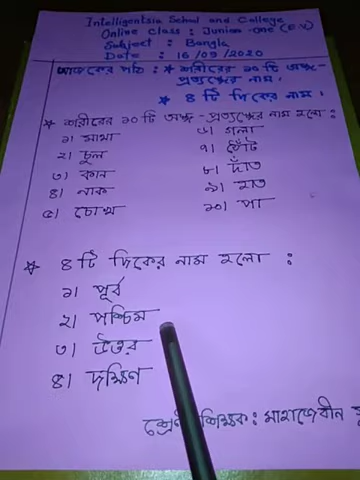 Intelligentsia School and College
Online Class : Junior-One (E.V)
Subject : Bangla
Date : 16/09/2020
আজকের পাঠ : * শরীরের ১০টি অঙ্গ-
প্রত্যঙ্গের নাম।
* ৪টি দিকের নাম।
* শরীরের ১০টি অঙ্গ-প্রত্যঙ্গের নাম হলো :
১। মাথা ৬। গলা
২। চুল ৭। ঠোঁট
৩। কান ৮। দাঁত
৪। নাক ৯। হাত
৫। চোখ ১০। পা
* ৪টি দিকের নাম হলো :
১। পূর্ব
২। পশ্চিম
৩। উত্তর
৪। দক্ষিণ
শ্রেণি শিক্ষক : মাহাজেবীন